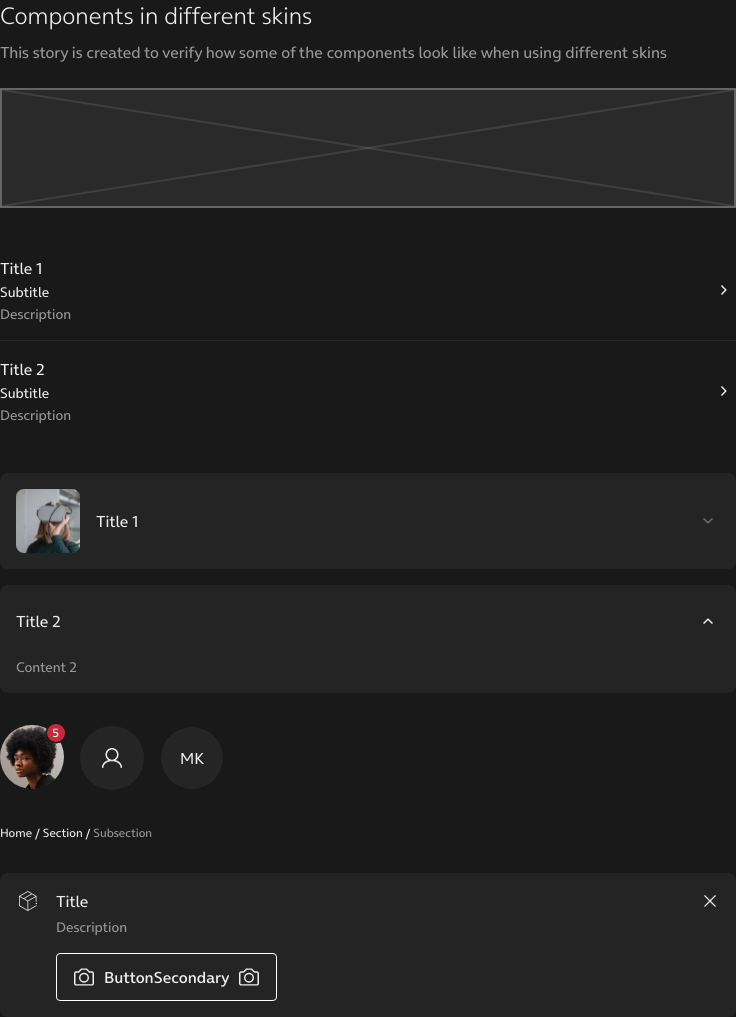 Components in different skins
This story is created to verify how some of the components look like when using different skins
Title 1
Subtitle
Description
Title 2
Subtitle
Description
Title 1
Title 2
Content 2
5
MK
Home / Section / Subsection
Title
Description
ButtonSecondary